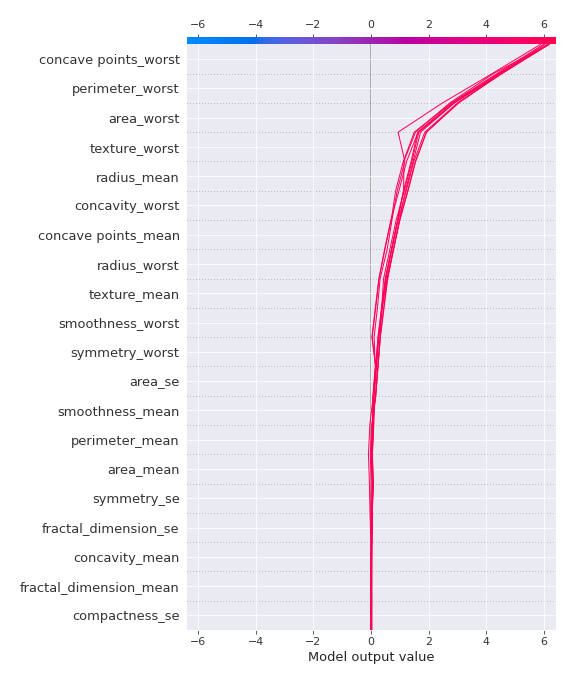 −6 −4 −2 0 2 4 6
concave points_worst
perimeter_worst
area_worst
texture_worst
radius_mean
concavity_worst
concave points_mean
radius_worst
texture_mean
smoothness_worst
symmetry_worst
area_se
smoothness_mean
perimeter_mean
area_mean
symmetry_se
fractal_dimension_se
concavity_mean
fractal_dimension_mean
compactness_se
−6 −4 −2 0 2 4 6
Model output value